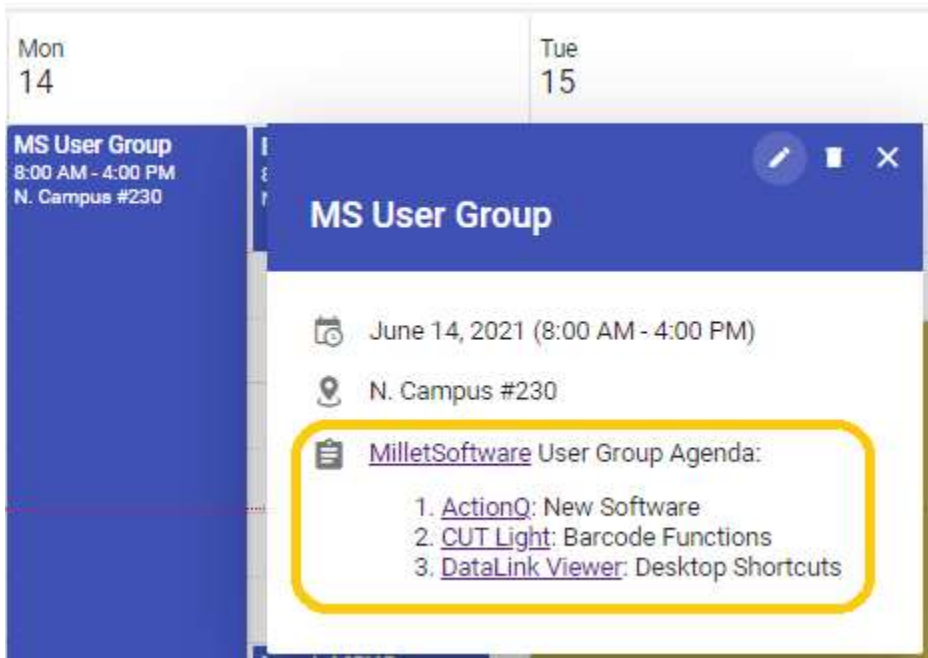 Mon
14
Tue
15
MS User Group
8:00 AM - 4:00 PM
N. Campus #230
MS User Group
June 14, 2021 (8:00 AM - 4:00 PM)
N. Campus #230
MilletSoftware User Group Agenda:
1. ActionQ: New Software
2. CUT Light: Barcode Functions
3. DataLink Viewer: Desktop Shortcuts